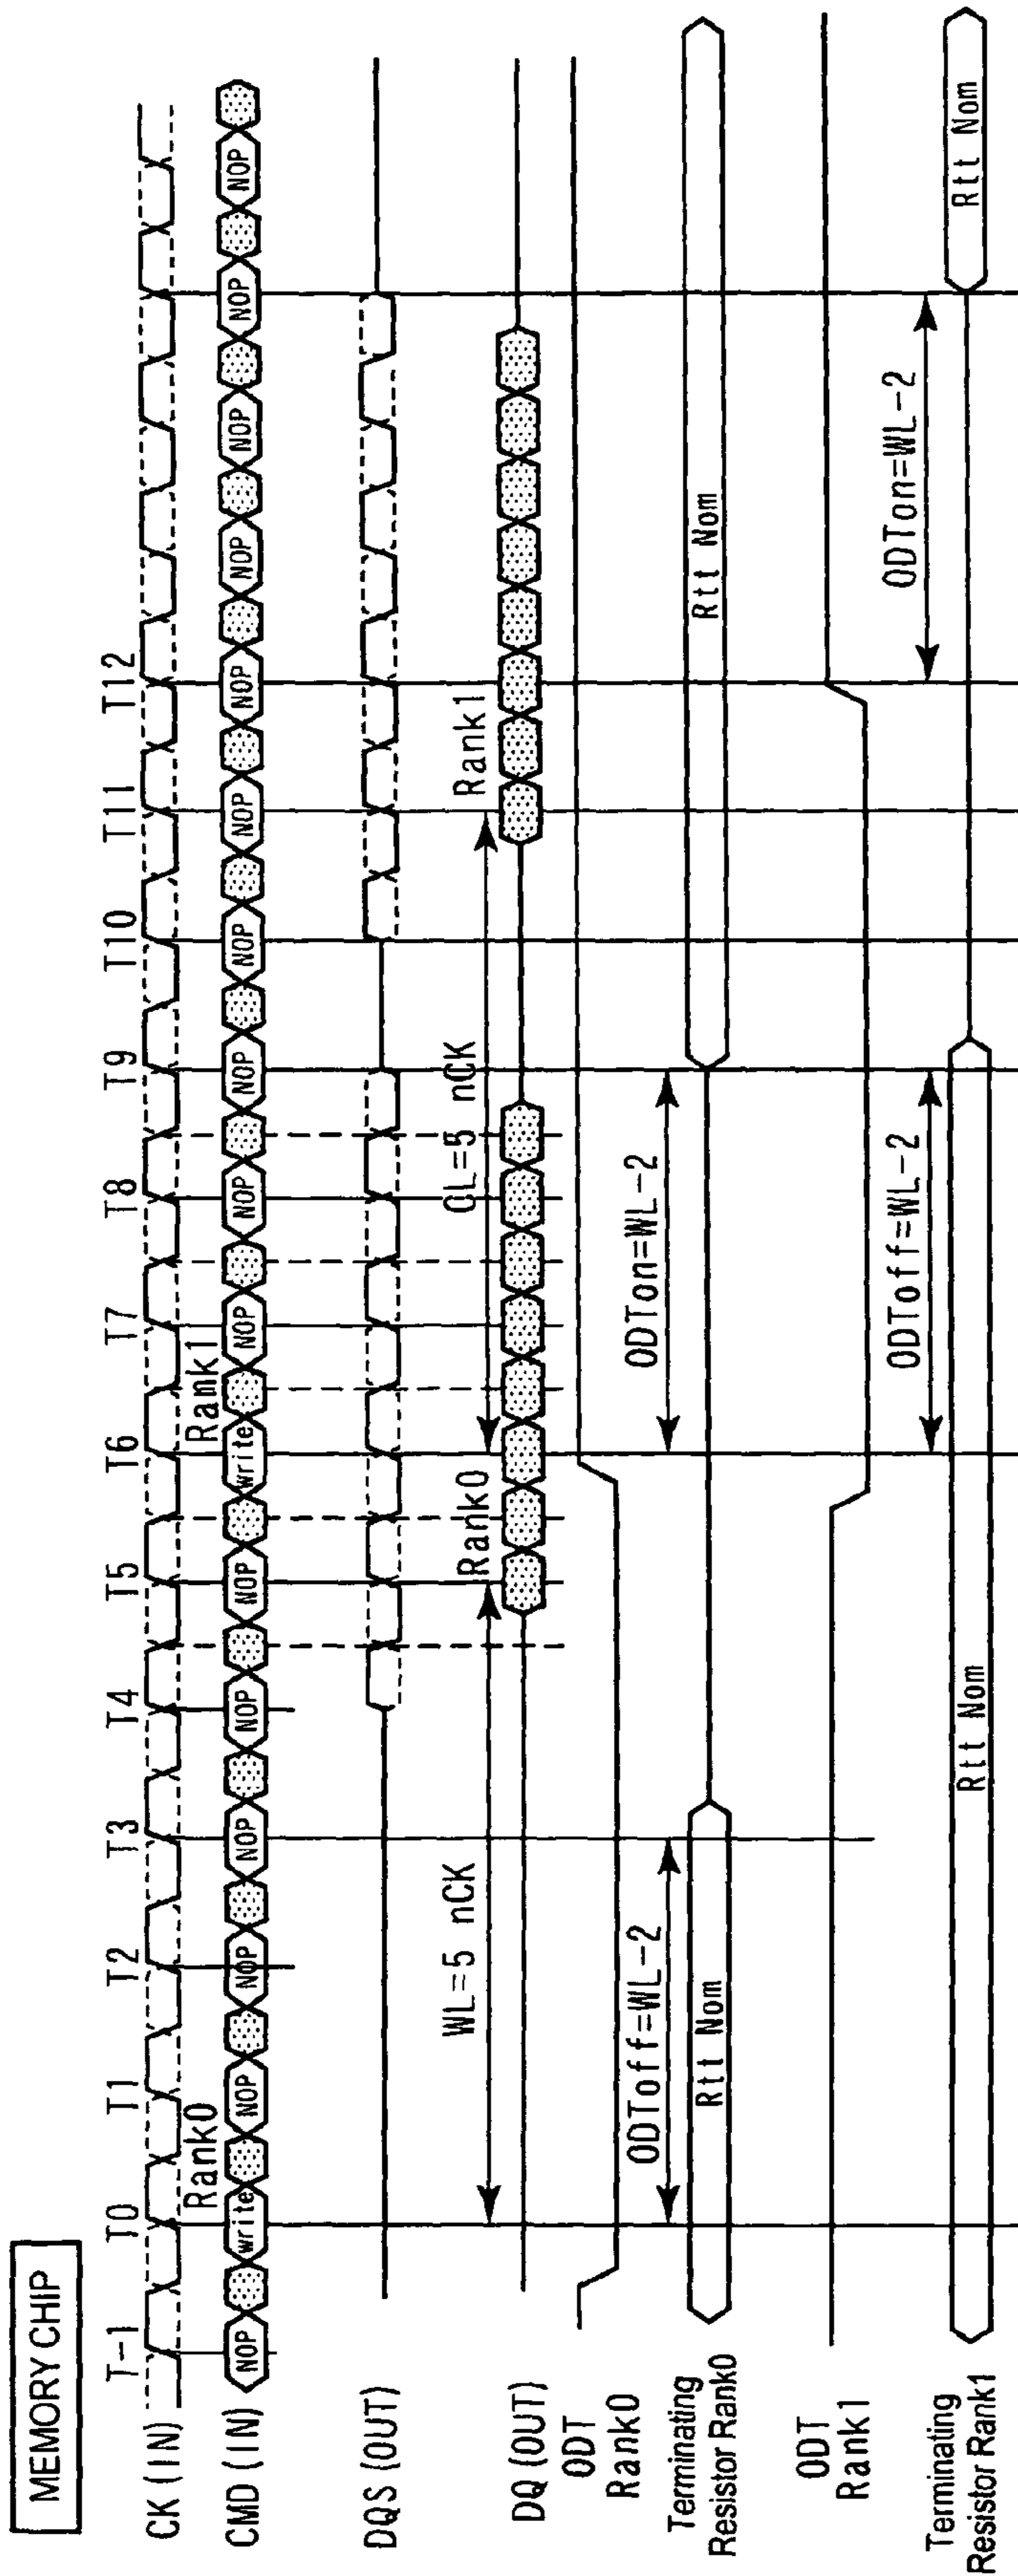 MEMORY CHIP
T-1 T0 T1 T2 T3 T4 T5 T6 T7 T8 T9 T10 T11 T12
CK (IN)
Rank0 Rank1
CMD (IN) NOP Write NOP NOP NOP NOP NOP Write NOP NOP NOP NOP NOP NOP NOP NOP NOP NOP
DQS (OUT)
WL=5 nCK Rank0 CL=5 nCK Rank1
DQ (OUT)
ODT
Rank0
ODToff=WL-2 ODTon=WL-2
Terminating
Resistor Rank0
Rtt Nom Rtt Nom
ODT
Rank1
ODToff=WL-2 ODTon=WL-2
Terminating
Resistor Rank1
Rtt Nom Rtt Nom